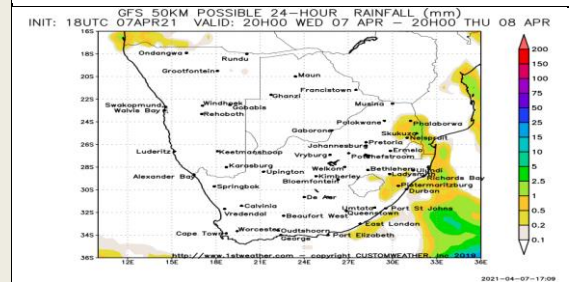 GFS 50KM POSSIBLE 24-HOUR RAINFALL (mm)
INIT: 18UTC 07APR21 VALID: 20H00 WED 07 APR - 20H00 THU 08 APR
16S
18S
20S
22S
24S
26S
28S
30S
32S
34S
36S
Ondangwa
Rundu
Grootfontein
Maun
Francistown
Ghanzi
Musina
Swakopmund
Windhoek
Gobabis
Walvis Bay
Rehoboth
Polokwane
Phalaborwa
Gaborone
Skukuza
Nelspruit
Johannesburg
Pretoria
Luderitz
Keetmanshoop
Vryburg
Potchefstroom
Ermelo
Karasburg
Upington
Welkom
Bethlehem
Ulundi
Alexander Bay
Kimberley
Ladysmith
Richards Bay
Bloemfontein
Springbok
Pietermaritzburg
Durban
De Aar
Calvinia
Umtata
Port St Johns
Vredendal
Beaufort West
Queenstown
East London
Cape Town
Worcester
Oudtshoorn
George
Port Elizabeth
http://www.1stweather.com - copyright CUSTOMWEATHER, Inc 2019
12E
15E
18E
21E
24E
27E
30E
33E
36E
200
150
100
75
50
25
15
10
5
2.5
1
0.5
0.2
0.1
2021-04-07-17:09